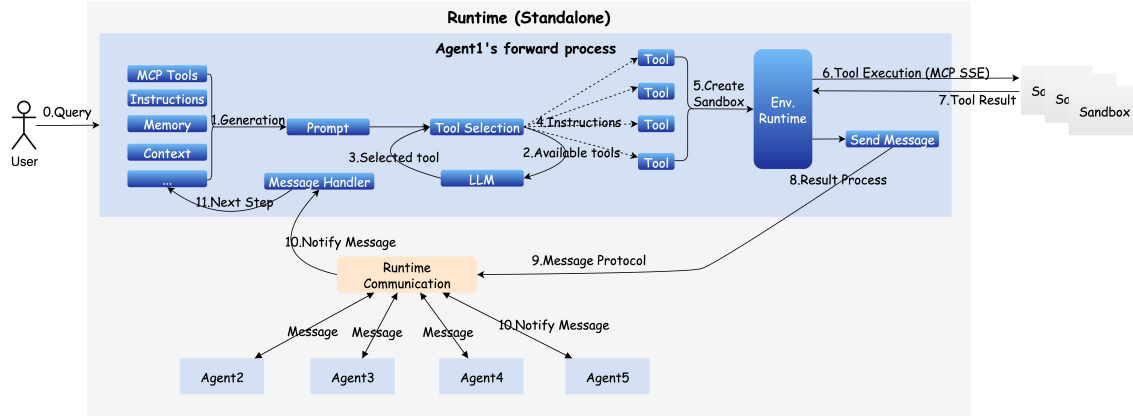 Runtime (Standalone)
Agent1's forward process
0.Query
User
MCP Tools
Instructions
Memory
Context
...
1.Generation
Prompt
Tool Selection
3.Selected tool
2.Available tools
LLM
4.Instructions
Tool
Tool
Tool
Tool
5.Create
Sandbox
Env.
Runtime
6.Tool Execution (MCP SSE)
7.Tool Result
Sandbox
Send Message
8.Result Process
Message Handler
11.Next Step
10.Notify Message
9.Message Protocol
Runtime
Communication
Message
Message
Message
10.Notify Message
Agent2
Agent3
Agent4
Agent5